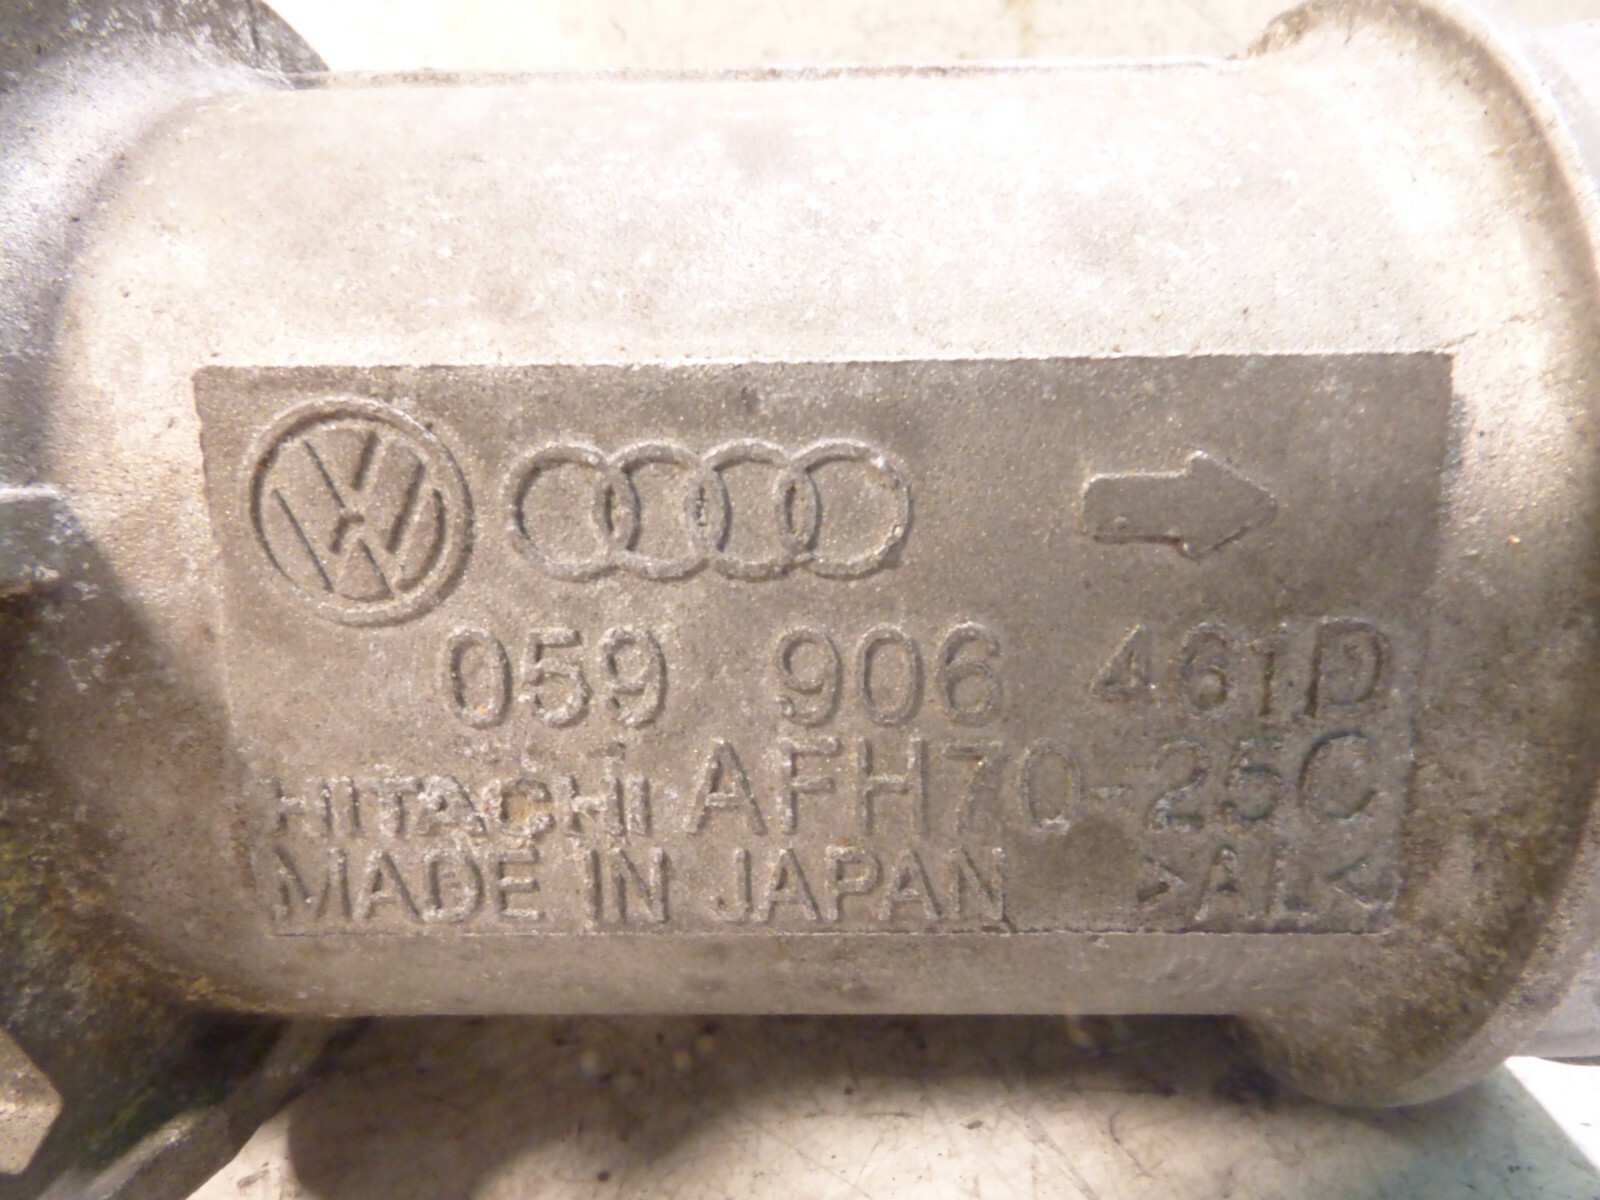 059 906 461D
HITACHI AFH70-25C
MADE IN JAPAN >AL<